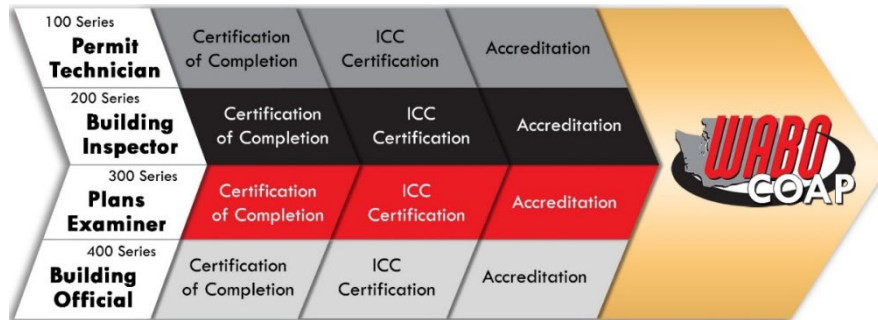 100 Series
Permit
Technician
Certification
of Completion
ICC
Certification
Accreditation
200 Series
Building
Inspector
Certification
of Completion
ICC
Certification
Accreditation
300 Series
Plans
Examiner
Certification
of Completion
ICC
Certification
Accreditation
400 Series
Building
Official
Certification
of Completion
ICC
Certification
Accreditation
WABO
COAP